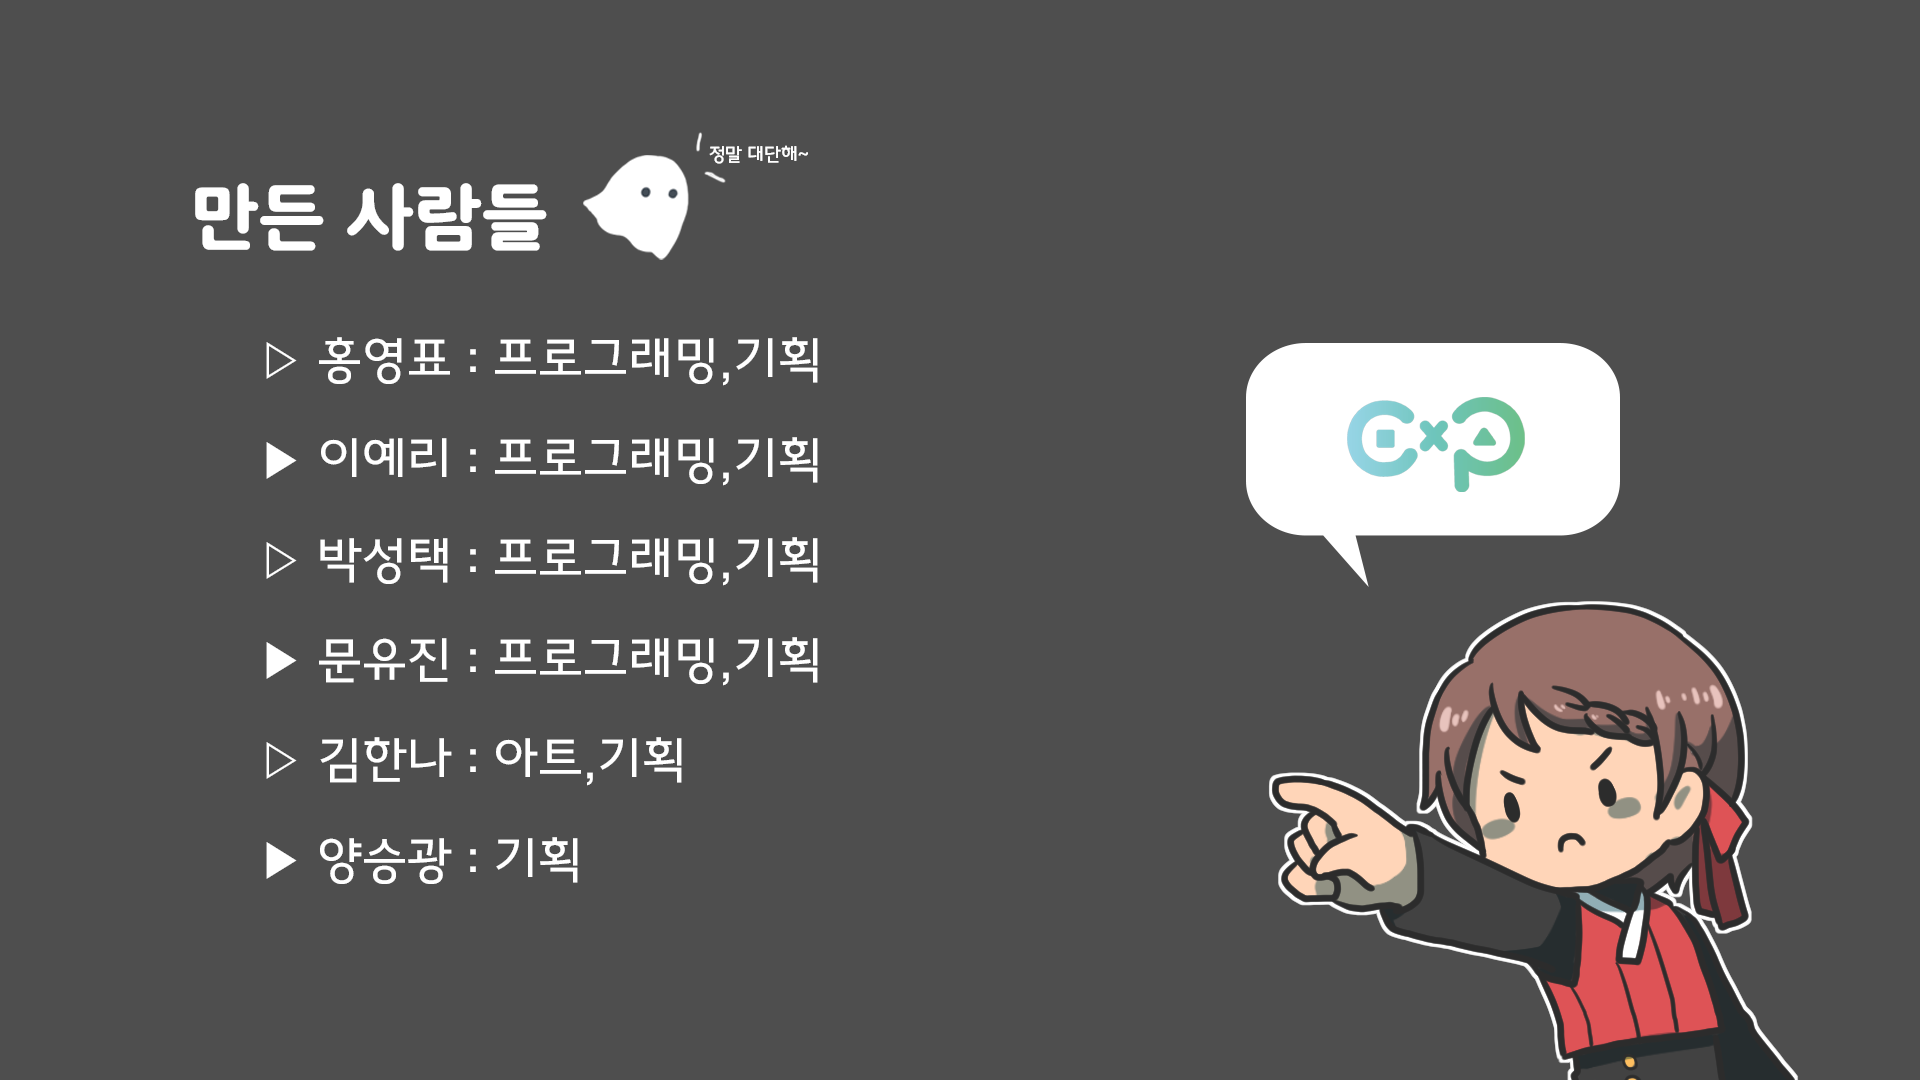 정말 대단해~
만든 사람들
▷ 홍영표 : 프로그래밍,기획
▶ 이예리 : 프로그래밍,기획
▷ 박성택 : 프로그래밍,기획
▶ 문유진 : 프로그래밍,기획
▷ 김한나 : 아트,기획
▶ 양승광 : 기획
cxp